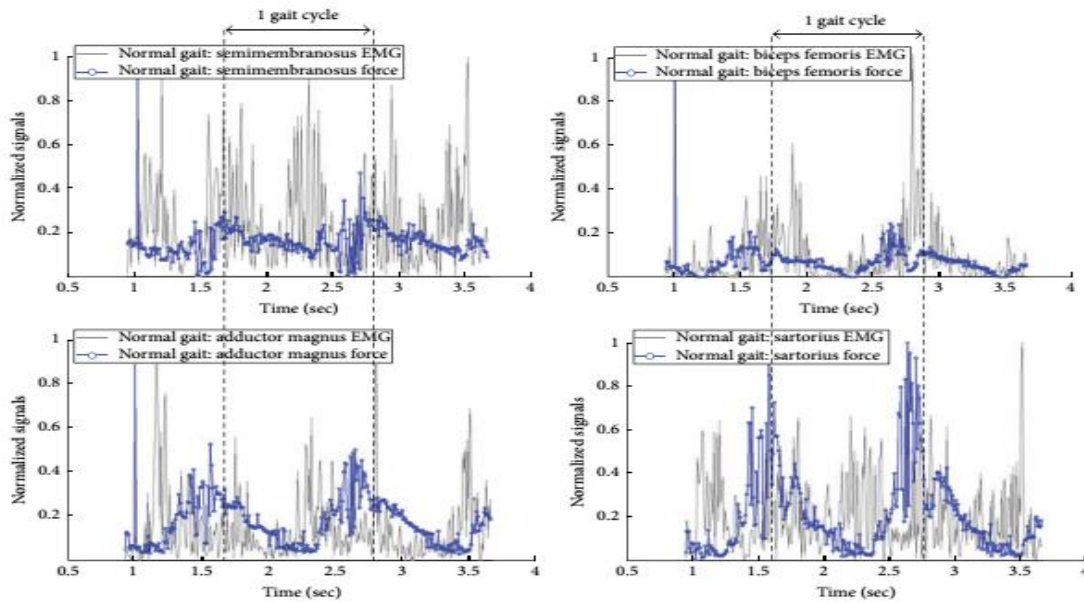 1 gait cycle
Normal gait: semimembranosus EMG
Normal gait: semimembranosus force
Normalized signals
1
0.8
0.6
0.4
0.2
0.5
1
1.5
2
2.5
3
3.5
4
Time (sec)
1 gait cycle
Normal gait: biceps femoris EMG
Normal gait: biceps femoris force
Normalized signals
1
0.8
0.6
0.4
0.2
0.5
1
1.5
2
2.5
3
3.5
4
Time (sec)
Normal gait: adductor magnus EMG
Normal gait: adductor magnus force
Normalized signals
1
0.8
0.6
0.4
0.2
0.5
1
1.5
2
2.5
3
3.5
4
Time (sec)
Normal gait: sartorius EMG
Normal gait: sartorius force
Normalized signals
1
0.8
0.6
0.4
0.2
0.5
1
1.5
2
2.5
3
3.5
4
Time (sec)